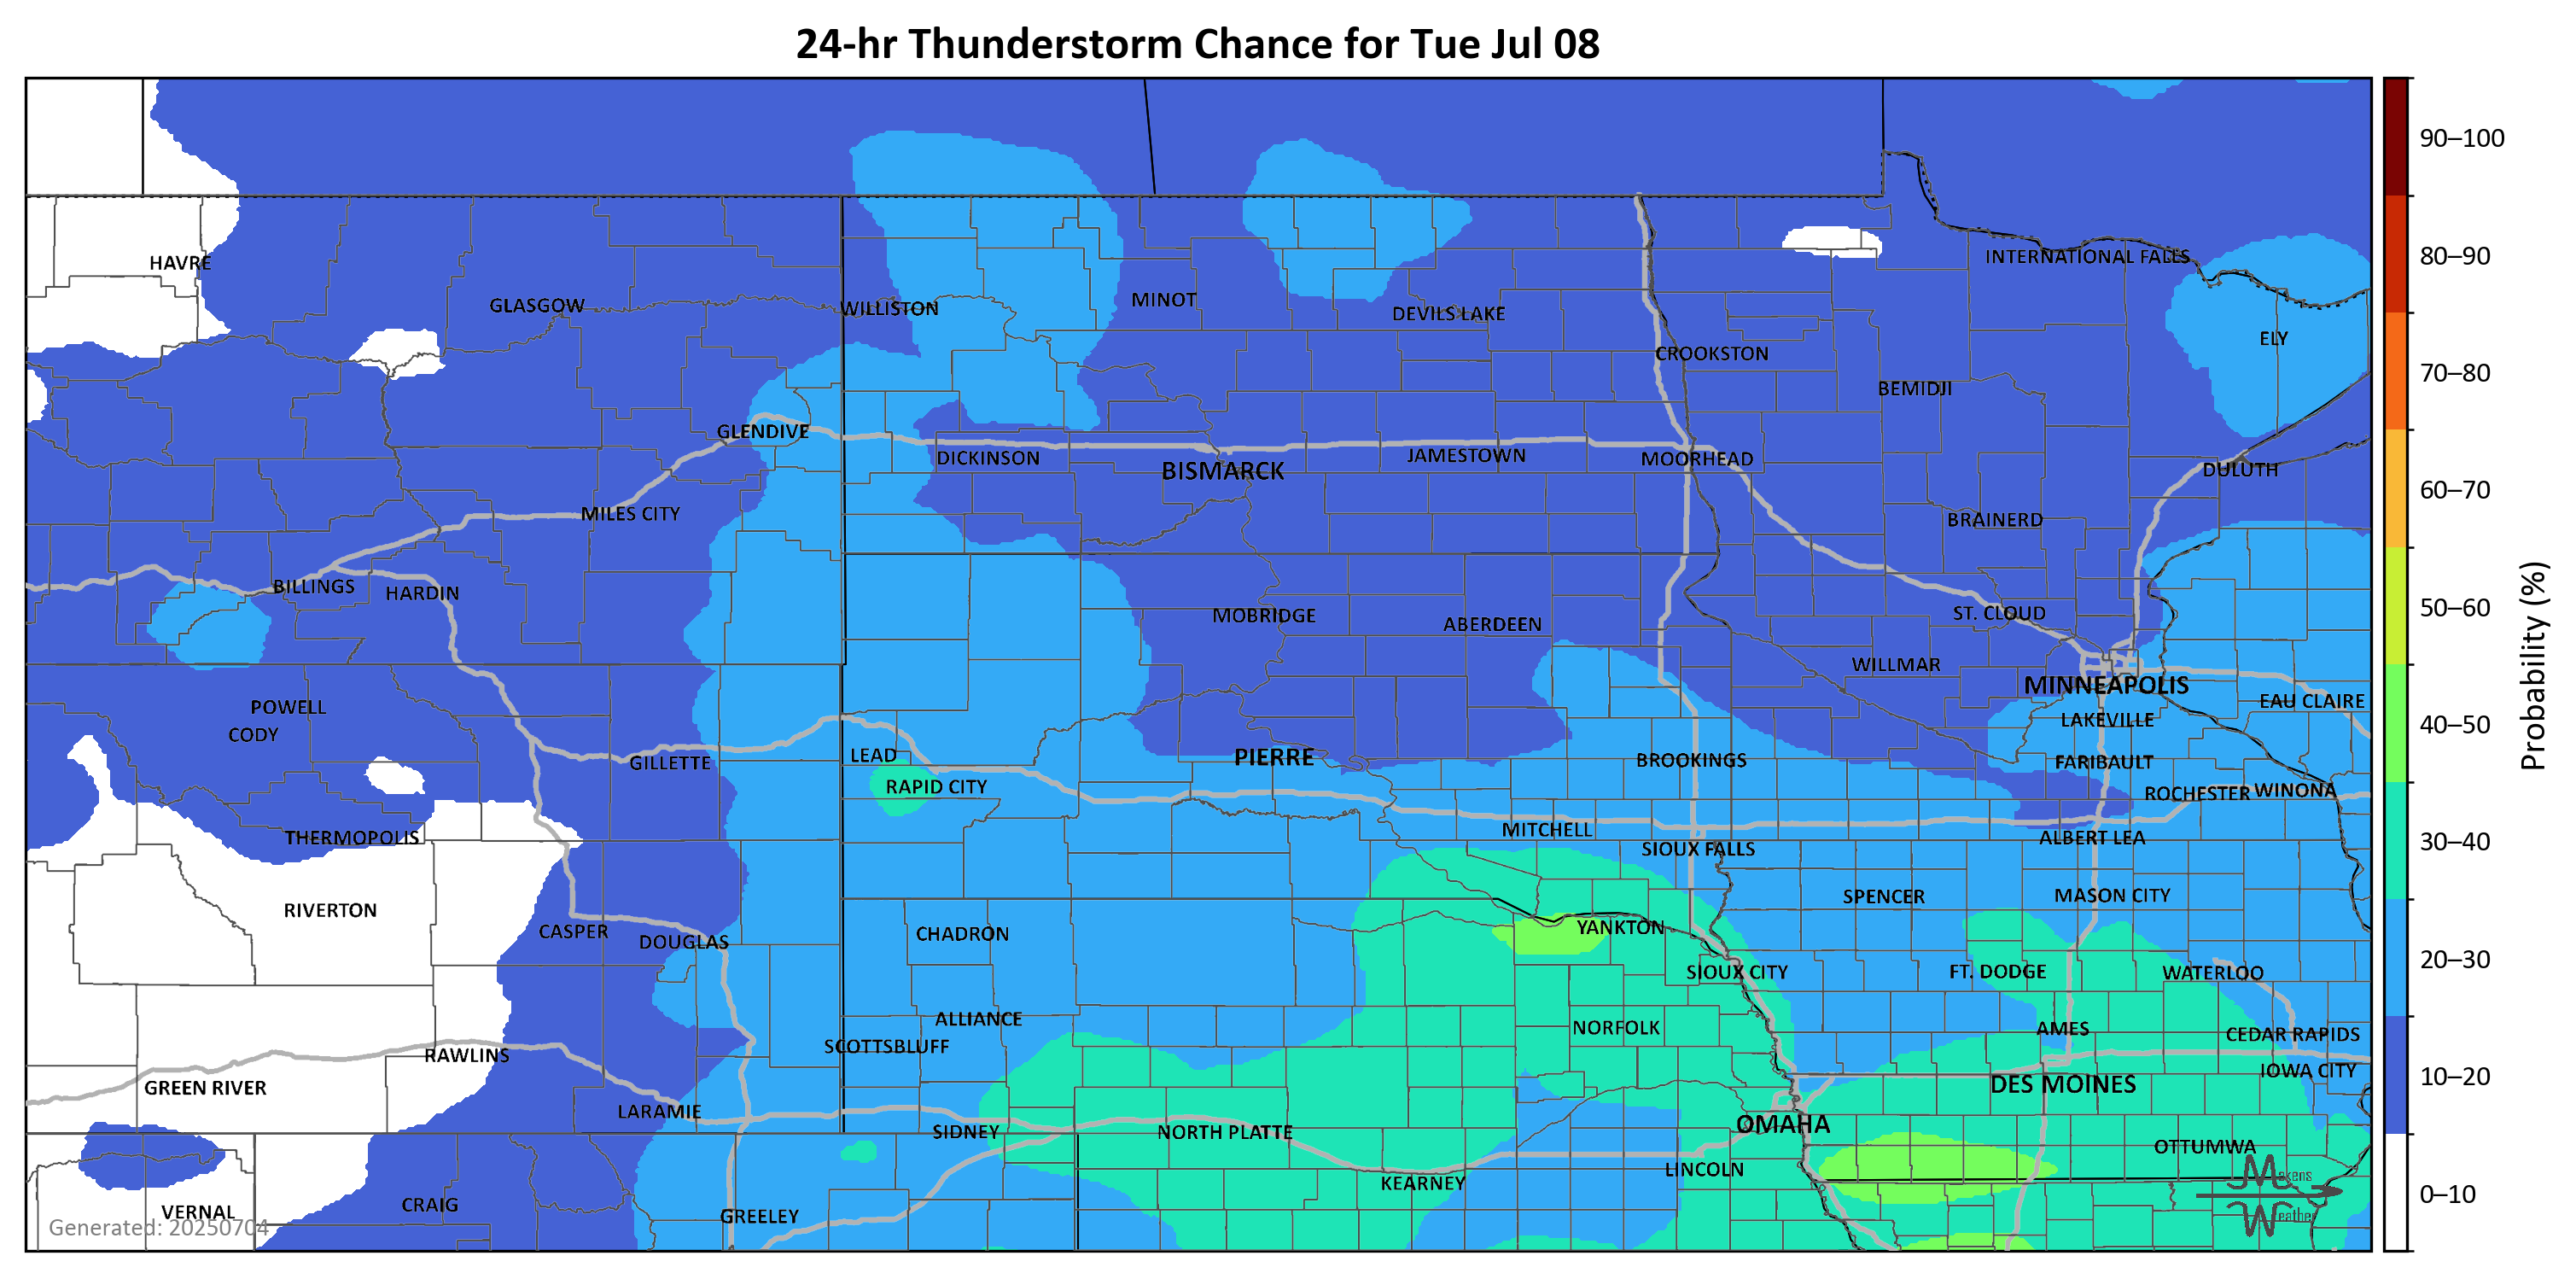 24-hr Thunderstorm Chance for Tue Jul 08
90–100
HAVRE
INTERNATIONAL FALLS
80–90
GLASGOW
WILLISTON
MINOT
DEVILS LAKE
ELY
CROOKSTON
70–80
BEMIDJI
GLENDIVE
DICKINSON
BISMARCK
JAMESTOWN
MOORHEAD
DULUTH
60–70
MILES CITY
BRAINERD
BILLINGS
HARDIN
MOBRIDGE
ABERDEEN
ST. CLOUD
50–60
WILLMAR
Probability (%)
MINNEAPOLIS
POWELL
EAU CLAIRE
CODY
LAKEVILLE
40–50
GILLETTE
LEAD
PIERRE
BROOKINGS
FARIBAULT
RAPID CITY
ROCHESTER
WINONA
THERMOPOLIS
MITCHELL
ALBERT LEA
SIOUX FALLS
30–40
RIVERTON
SPENCER
MASON CITY
CASPER
DOUGLAS
CHADRON
YANKTON
SIOUX CITY
FT. DODGE
WATERLOO
20–30
ALLIANCE
NORFOLK
AMES
CEDAR RAPIDS
SCOTTSBLUFF
RAWLINS
GREEN RIVER
DES MOINES
IOWA CITY
10–20
LARAMIE
SIDNEY
NORTH PLATTE
OMAHA
OTTUMWA
LINCOLN
KEARNEY
Makens
Weather
0–10
VERNAL
CRAIG
GREELEY
Generated: 20250704